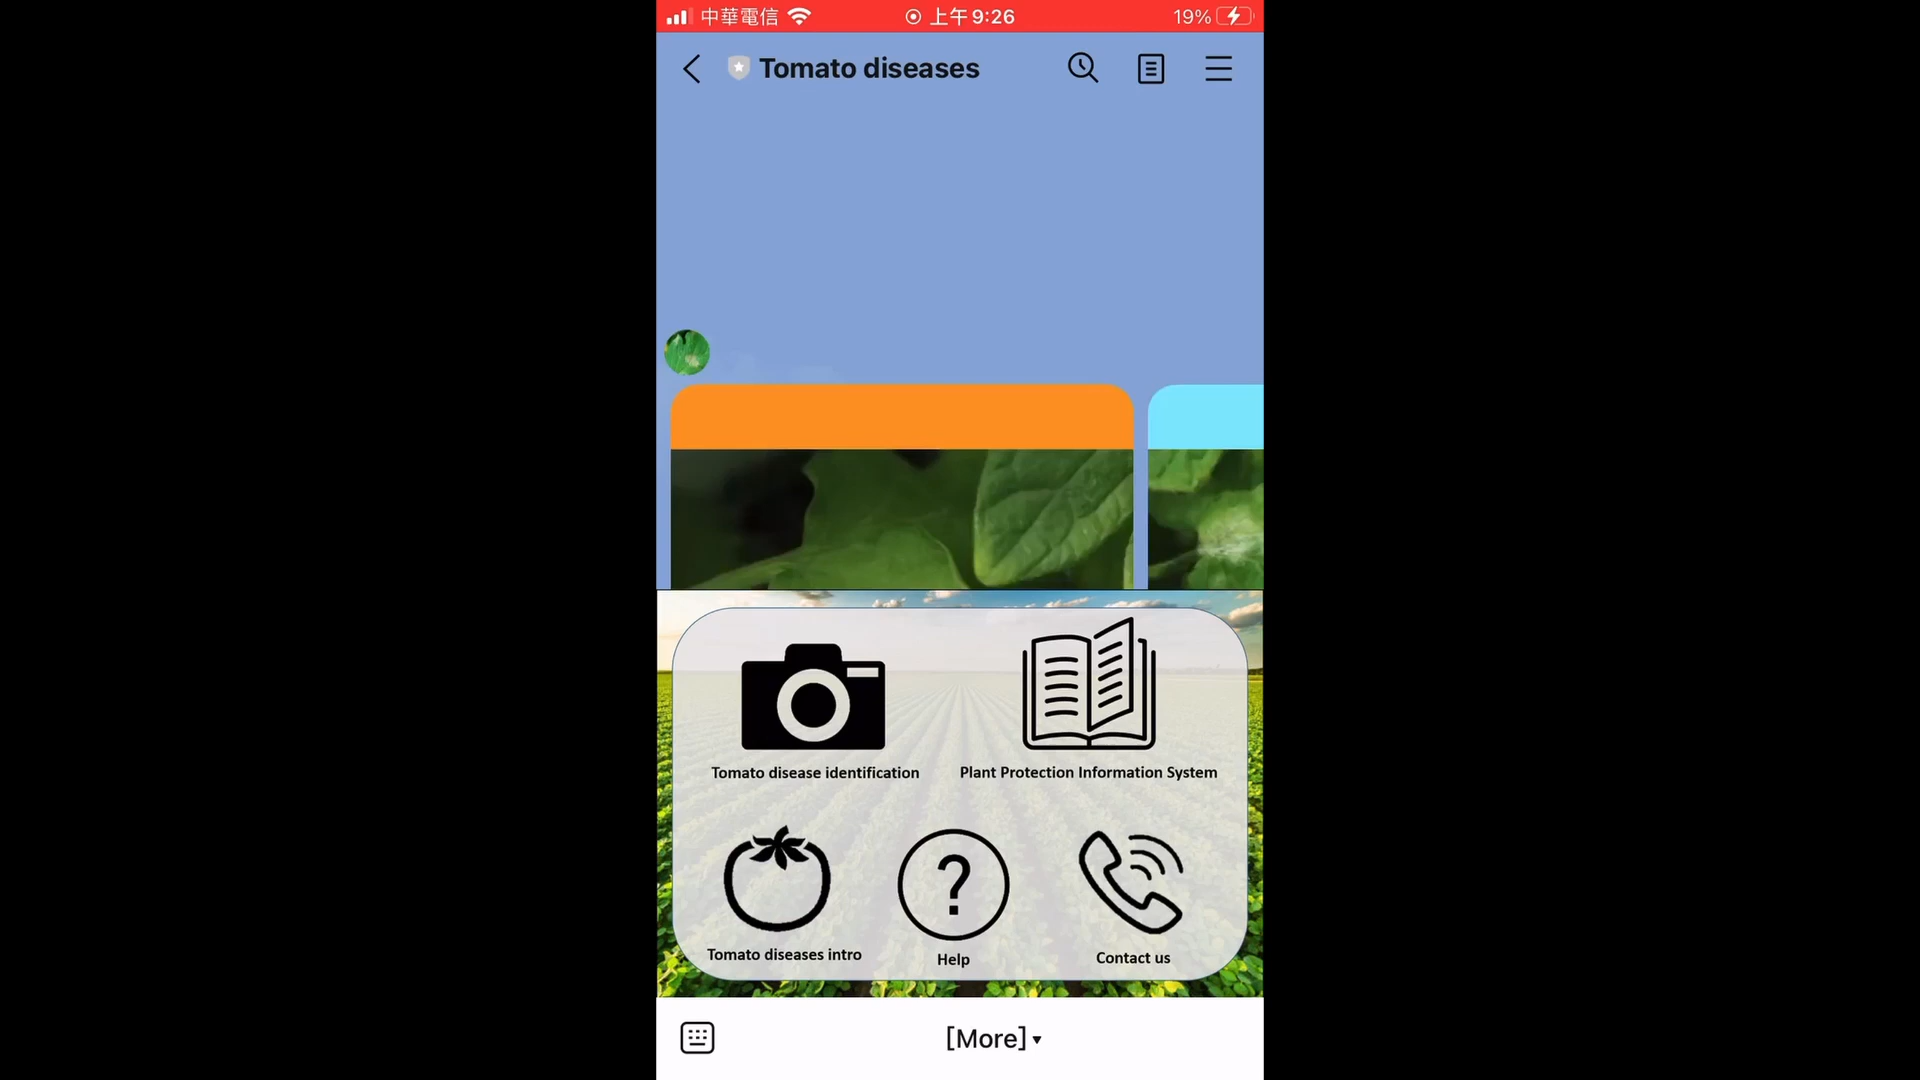 中華電信 上午9:26 19%
Tomato diseases
Tomato disease identification Plant Protection Information System
Tomato diseases intro Help Contact us
[More]▾